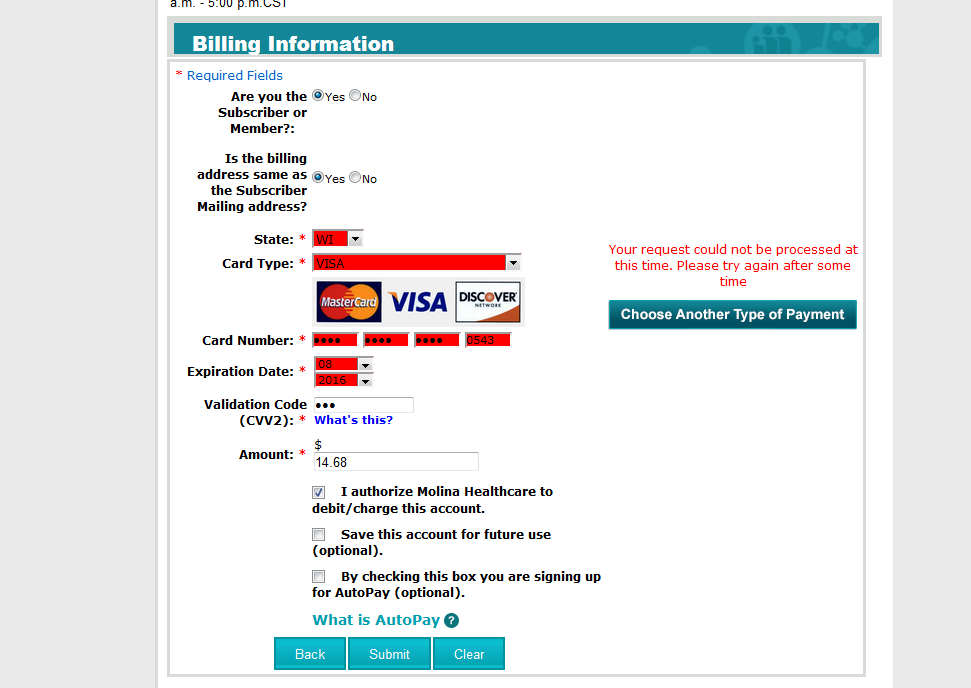 a.m. - 5:00 p.m.CST
Billing Information
* Required Fields
Are you the
Subscriber or
Member?:
Yes No
Is the billing
address same as
the Subscriber
Mailing address?
Yes No
State: * WI
Card Type: * VISA
MasterCard VISA DISCOVER NETWORK
Card Number: * •••• •••• •••• 0543
Expiration Date: * 08
2016
Validation Code
(CVV2): * •••
What's this?
Amount: * $
14.68
I authorize Molina Healthcare to
debit/charge this account.
Save this account for future use
(optional).
By checking this box you are signing up
for AutoPay (optional).
What is AutoPay ?
Back Submit Clear
Your request could not be processed at
this time. Please try again after some
time
Choose Another Type of Payment